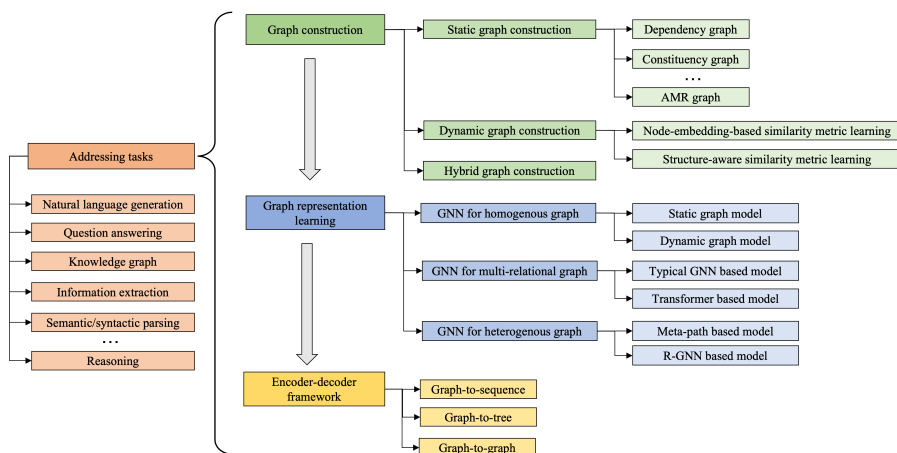 Addressing tasks
Natural language generation
Question answering
Knowledge graph
Information extraction
Semantic/syntactic parsing
...
Reasoning
Graph construction
Static graph construction
Dependency graph
Constituency graph
...
AMR graph
Dynamic graph construction
Node-embedding-based similarity metric learning
Structure-aware similarity metric learning
Hybrid graph construction
Graph representation
learning
GNN for homogenous graph
Static graph model
Dynamic graph model
GNN for multi-relational graph
Typical GNN based model
Transformer based model
GNN for heterogenous graph
Meta-path based model
R-GNN based model
Encoder-decoder
framework
Graph-to-sequence
Graph-to-tree
Graph-to-graph